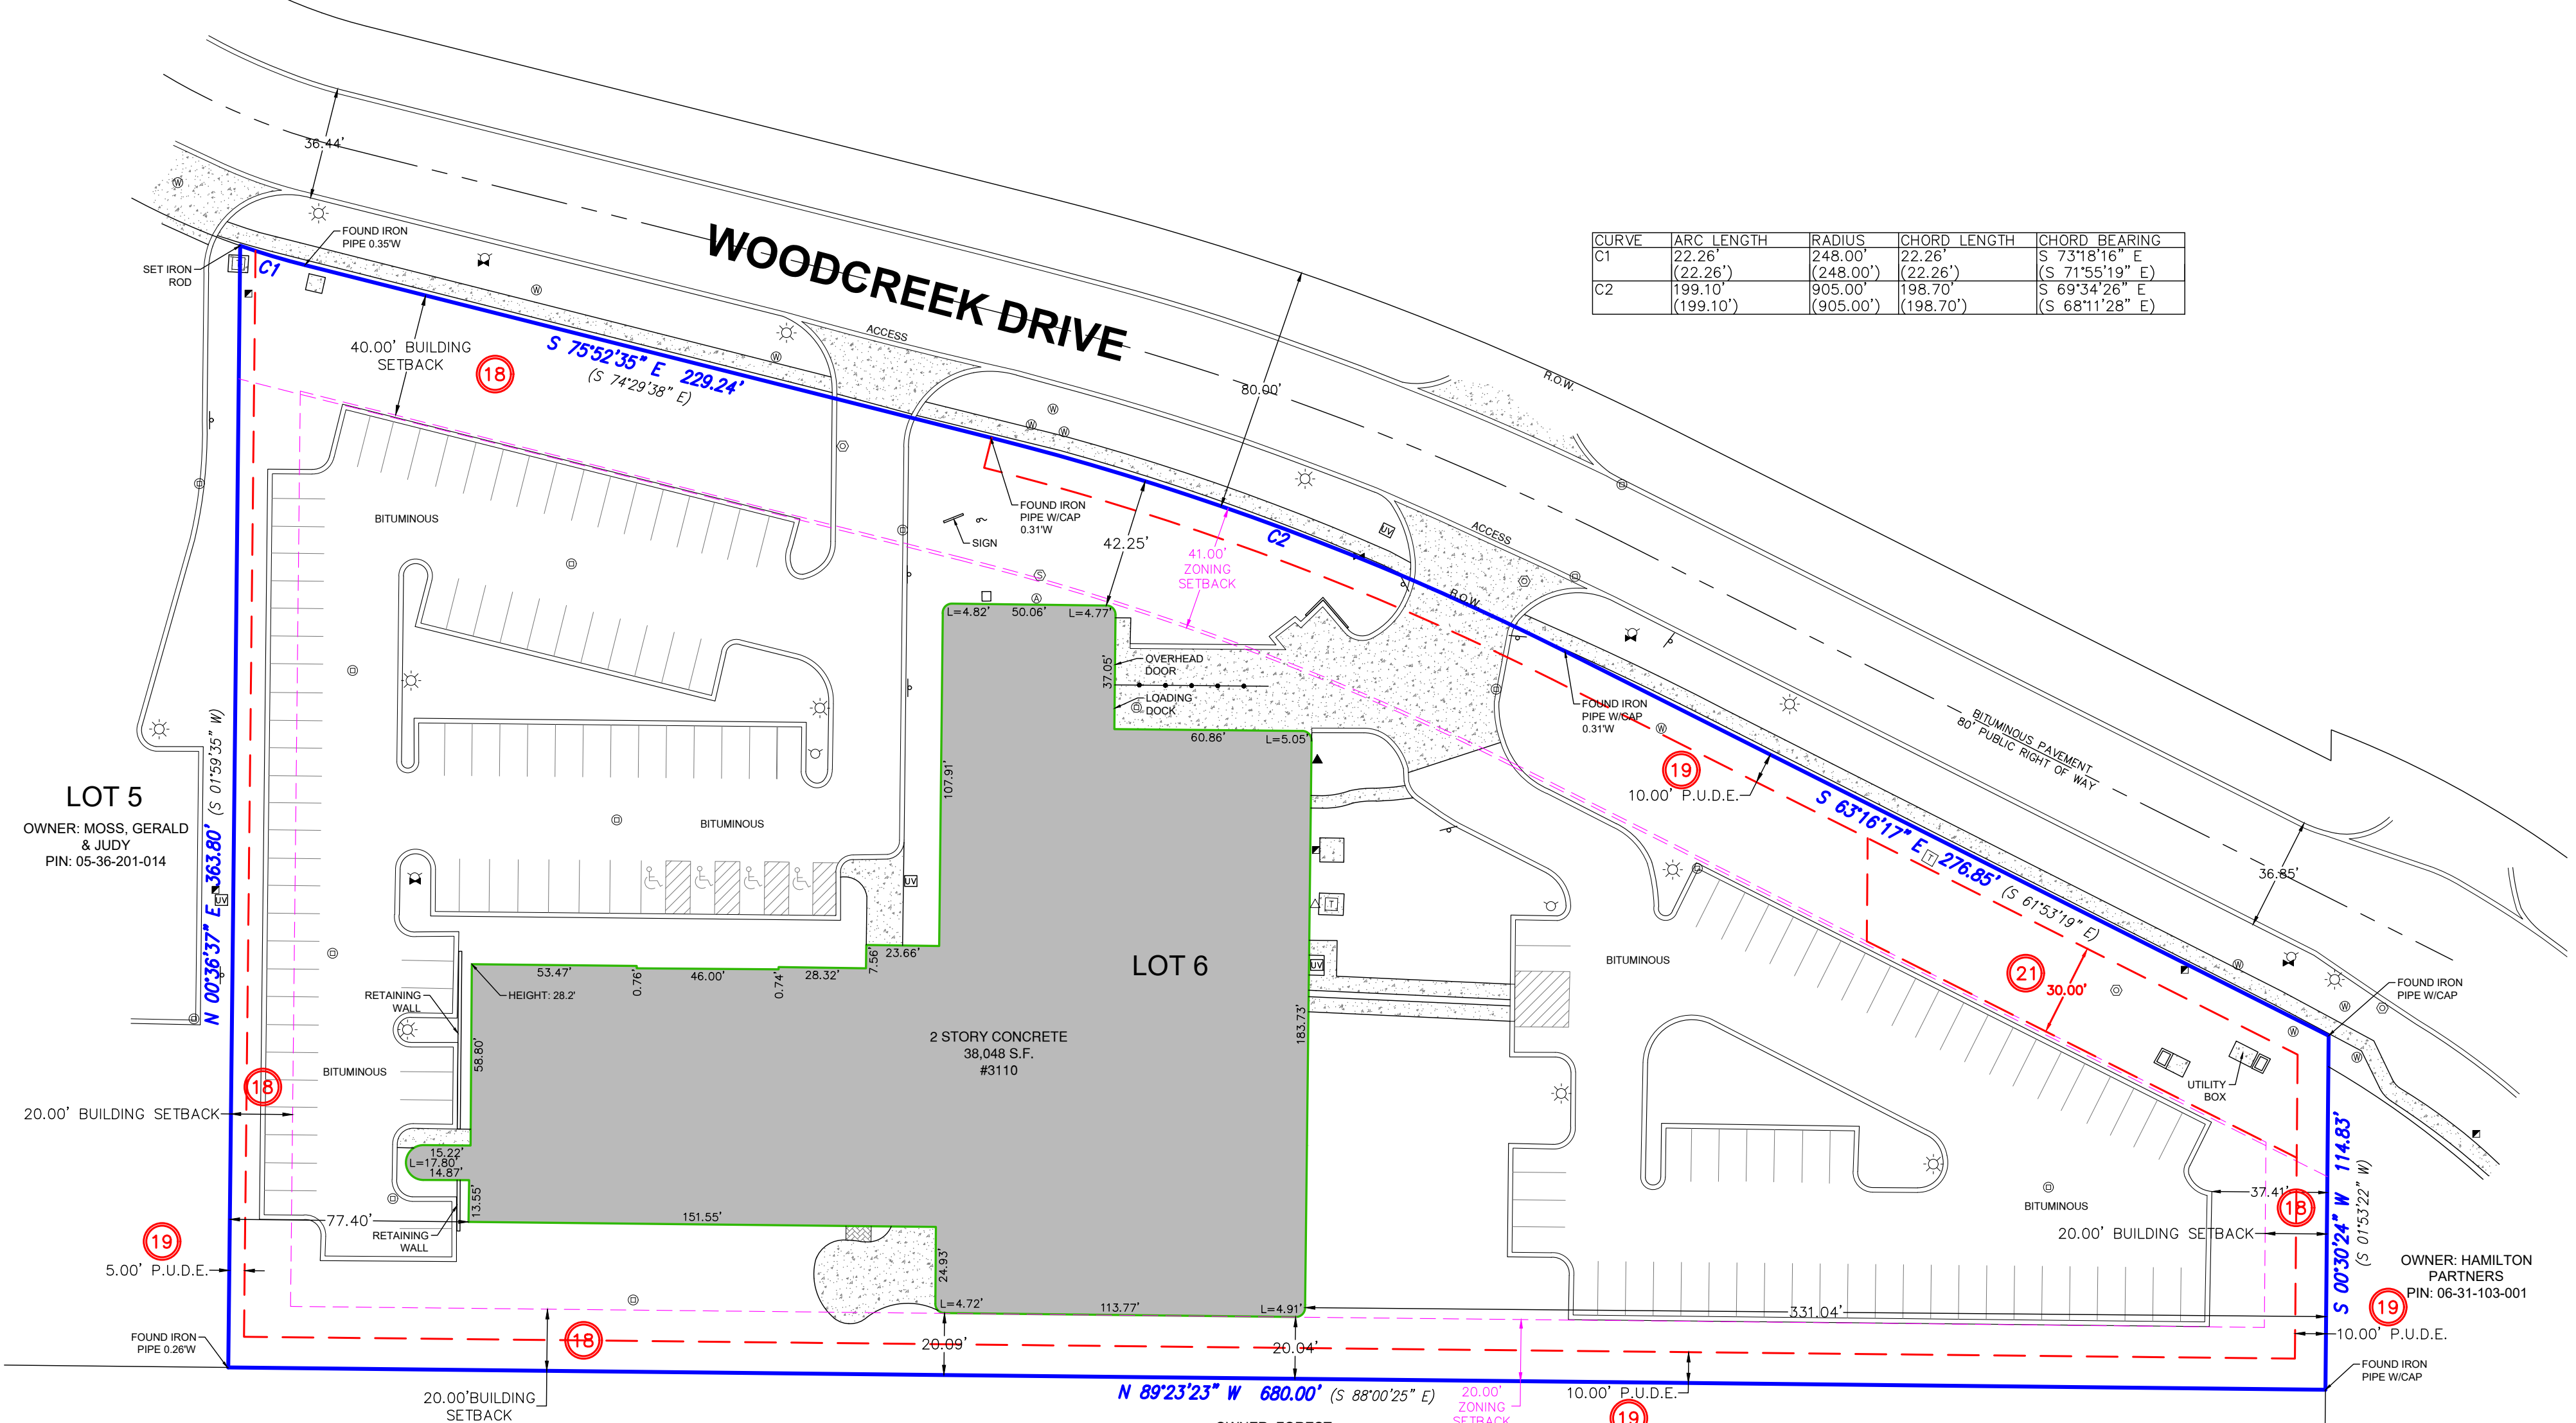 36.44'
WOODCREEK DRIVE
FOUND IRON
PIPE 0.35'W
SET IRON
ROD
C1
CURVE ARC LENGTH RADIUS CHORD LENGTH CHORD BEARING
C1 22.26' 248.00' 22.26' S 73°18'16" E
(22.26') (248.00') (22.26') (S 71°55'19" E)
C2 199.10' 905.00' 198.70' S 69°34'26" E
(199.10') (905.00') (198.70') (S 68°11'28" E)
40.00' BUILDING
SETBACK
18
S 75°52'35" E 229.24'
(S 74°29'38" E)
ACCESS
80.00'
R.O.W.
FOUND IRON
PIPE W/CAP
0.31'W
SIGN
42.25'
41.00'
ZONING
SETBACK
C2
ACCESS
R.O.W.
UV
BITUMINOUS
L=4.82' 50.06' L=4.77'
37.05'
OVERHEAD
DOOR
LOADING
DOCK
60.86' L=5.05'
107.91'
FOUND IRON
PIPE W/CAP
0.31'W
BITUMINOUS PAVEMENT
80' PUBLIC RIGHT OF WAY
19
10.00' P.U.D.E.
S 63°16'17" E 276.85' (S 61°53'19" E)
T
36.85'
LOT 5
OWNER: MOSS, GERALD
& JUDY
PIN: 05-36-201-014
N 00°36'37" E 363.80' (S 01°59'35" W)
UV
BITUMINOUS
UV
T
UV
23.66'
7.56'
53.47'
0.76'
46.00'
0.74'
28.32'
HEIGHT: 28.2'
RETAINING
WALL
58.80'
LOT 6
2 STORY CONCRETE
38,048 S.F.
#3110
183.73'
BITUMINOUS
21
30.00'
FOUND IRON
PIPE W/CAP
UTILITY
BOX
BITUMINOUS
18
20.00' BUILDING SETBACK
15.22'
L=17.80'
14.87'
13.55'
77.40'
151.55'
RETAINING
WALL
24.93'
L=4.72' 113.77' L=4.91'
331.04'
BITUMINOUS
37.41'
18
20.00' BUILDING SETBACK
S 00°30'24" W 114.83'
(S 01°53'22" W)
OWNER: HAMILTON
PARTNERS
PIN: 06-31-103-001
19
10.00' P.U.D.E.
19
5.00' P.U.D.E.
FOUND IRON
PIPE 0.26'W
18
20.00'BUILDING
SETBACK
20.09'
20.04'
N 89°23'23" W 680.00' (S 88°00'25" E)
20.00'
ZONING
SETBACK
10.00' P.U.D.E.
19
FOUND IRON
PIPE W/CAP